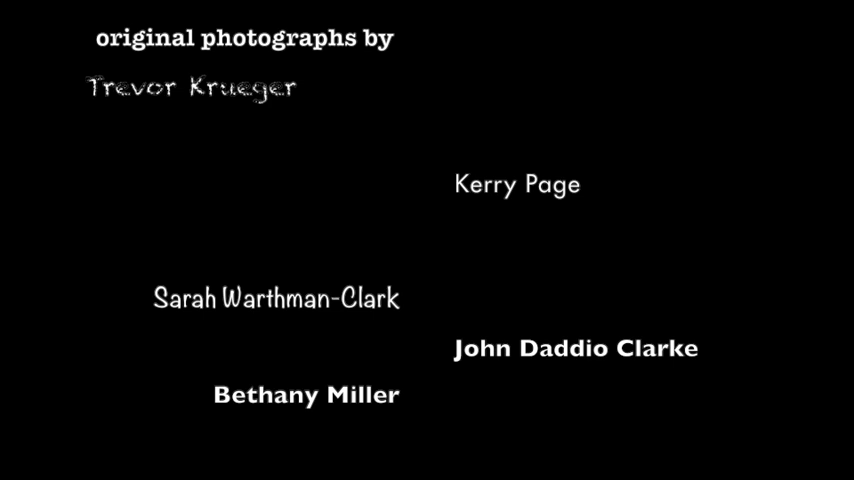 original photographs by
Trevor Krueger
Kerry Page
Sarah Warthman-Clark
John Daddio Clarke
Bethany Miller